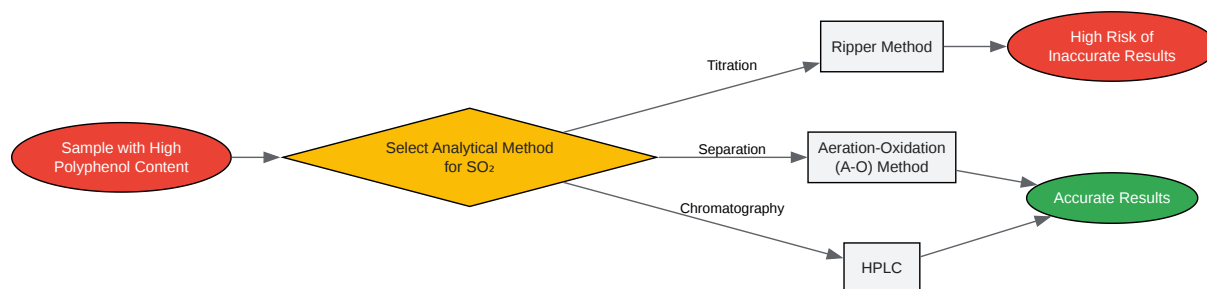 Sample with High
Polyphenol Content
Select Analytical Method
for SO₂
Titration
Ripper Method
High Risk of
Inaccurate Results
Separation
Aeration-Oxidation
(A-O) Method
Accurate Results
Chromatography
HPLC